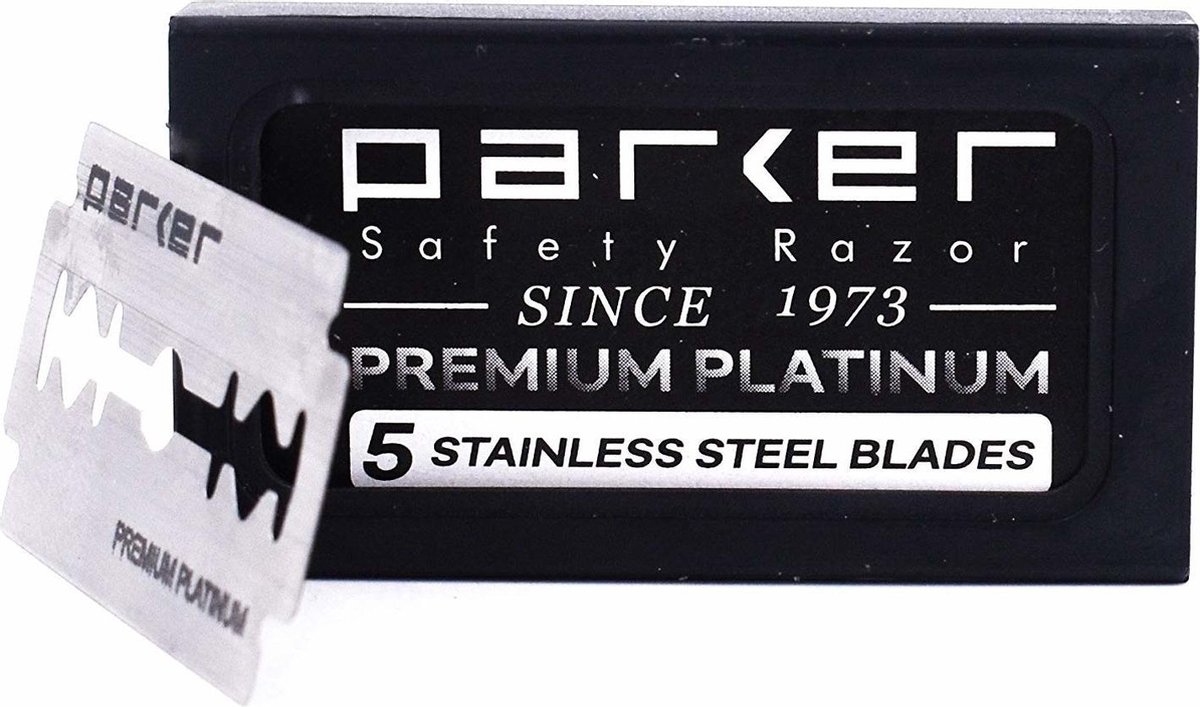 parker
Safety Razor
SINCE 1973
PREMIUM PLATINUM
5 STAINLESS STEEL BLADES
parker
PREMIUM PLATINUM